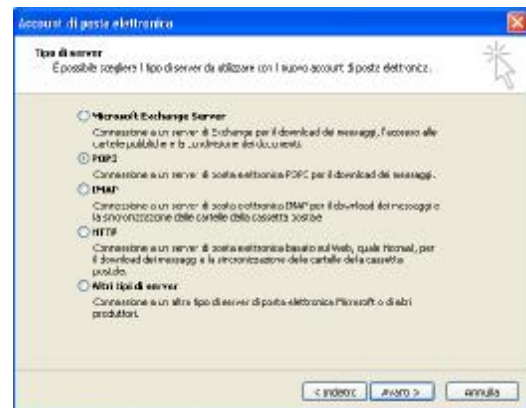 Account di posta elettronica
Tipo di server
È possibile scegliere il tipo di server da utilizzare con il nuovo account di posta elettronica.
Microsoft Exchange Server
Connessione a un server di Exchange per il download dei messaggi, l'accesso alle
cartelle pubbliche e la condivisione dei documenti.
POP3
Connessione a un server di posta elettronica POP3 per il download dei messaggi.
IMAP
Connessione a un server di posta elettronica IMAP per il download dei messaggi e
la sincronizzazione delle cartelle della cassetta postale.
HTTP
Connessione a un server di posta elettronica basato sul Web, quale Hotmail, per
il download dei messaggi e la sincronizzazione delle cartelle della cassetta
postale.
Altri tipi di server
Connessione a un altro tipo di server di posta elettronica Microsoft o di altri
produttori.
< Indietro Avanti > Annulla